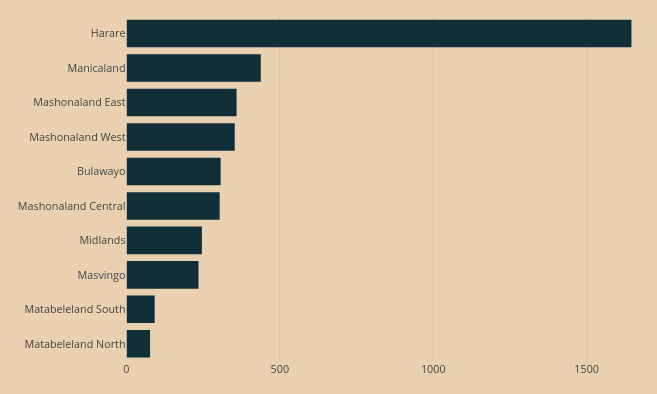 Harare
Manicaland
Mashonaland East
Mashonaland West
Bulawayo
Mashonaland Central
Midlands
Masvingo
Matabeleland South
Matabeleland North
0 500 1000 1500